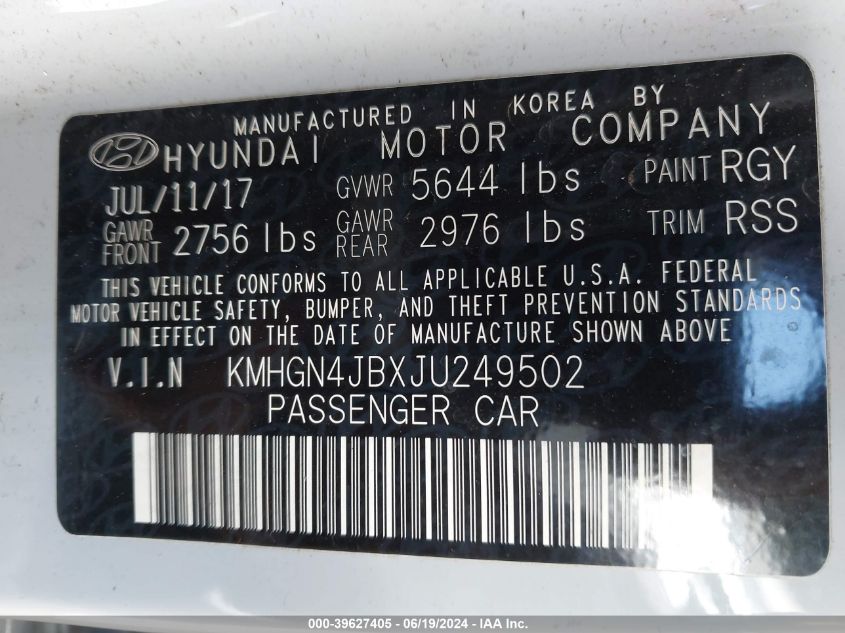 MANUFACTURED IN KOREA BY
HYUNDAI MOTOR COMPANY
JUL/11/17 GVWR 5644 lbs PAINT RGY
GAWR FRONT 2756 lbs GAWR REAR 2976 lbs TRIM RSS
THIS VEHICLE CONFORMS TO ALL APPLICABLE U.S.A. FEDERAL
MOTOR VEHICLE SAFETY, BUMPER, AND THEFT PREVENTION STANDARDS
IN EFFECT ON THE DATE OF MANUFACTURE SHOWN ABOVE
V.I.N KMHGN4JBXJU249502
PASSENGER CAR
000-39627405 - 06/19/2024 - IAA Inc.